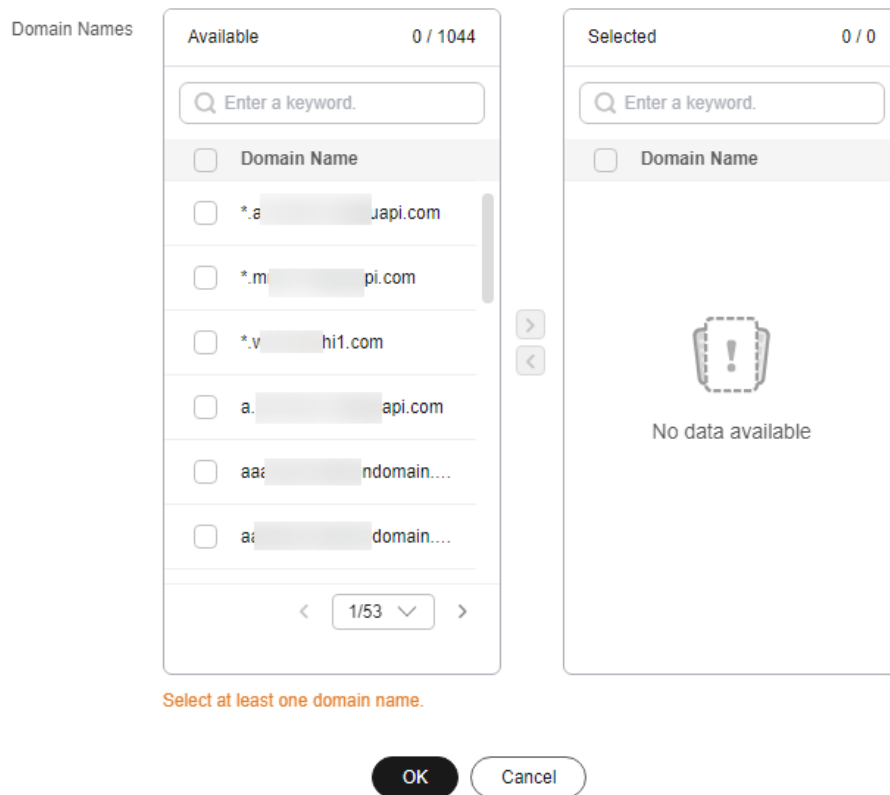 Domain Names
Available 0 / 1044
Enter a keyword.
Domain Name
*.a uapi.com
*.m pi.com
*.v hi1.com
a. api.com
aaa ndomain....
aa domain....
1/53
Selected 0 / 0
Enter a keyword.
Domain Name
No data available
Select at least one domain name.
OK Cancel